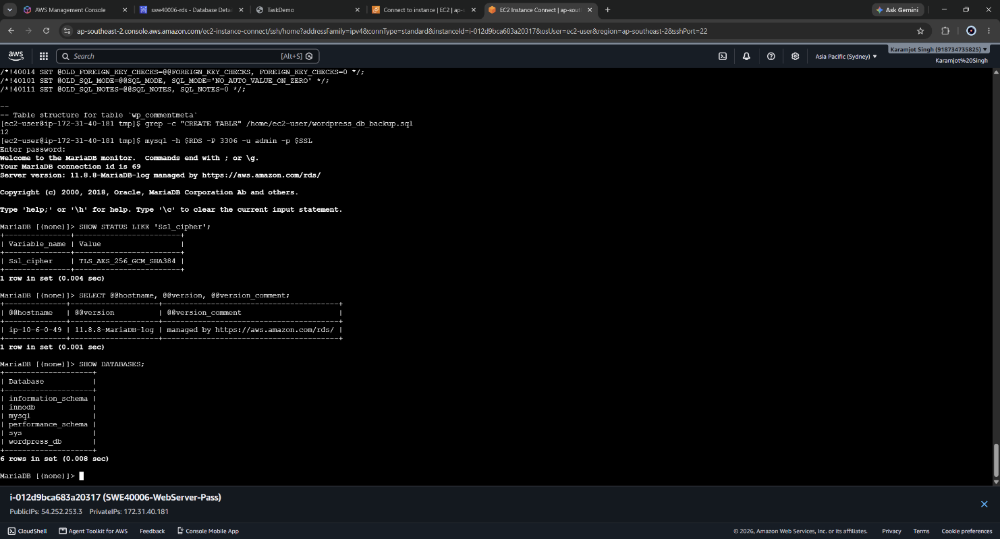 AWS Management Console
swe40006-rds - Database Deta
TaskDemo
Connect to instance | EC2 | ap-s
EC2 Instance Connect | ap-sout
Ask Gemini
ap-southeast-2.console.aws.amazon.com/ec2-instance-connect/ssh/home?addressFamily=ipv4&connType=standard&instanceId=i-012d9bca683a20317&osUser=ec2-user&region=ap-southeast-2&sshPort=22
aws
Search
[Alt+S]
Asia Pacific (Sydney)
Karamjot Singh (918734735825)
Karamjot%20Singh
/*!40014 SET @OLD_FOREIGN_KEY_CHECKS=@@FOREIGN_KEY_CHECKS, FOREIGN_KEY_CHECKS=0 */;
/*!40101 SET @OLD_SQL_MODE=@@SQL_MODE, SQL_MODE='NO_AUTO_VALUE_ON_ZERO' */;
/*!40111 SET @OLD_SQL_NOTES=@@SQL_NOTES, SQL_NOTES=0 */;
--
-- Table structure for table `wp_commentmeta`
[ec2-user@ip-172-31-40-181 tmp]$ grep -c "CREATE TABLE" /home/ec2-user/wordpress_db_backup.sql
12
[ec2-user@ip-172-31-40-181 tmp]$ mysql -h $RDS -P 3306 -u admin -p $SSL
Enter password:
Welcome to the MariaDB monitor.  Commands end with ; or \g.
Your MariaDB connection id is 69
Server version: 11.8.8-MariaDB-log managed by https://aws.amazon.com/rds/
Copyright (c) 2000, 2018, Oracle, MariaDB Corporation Ab and others.
Type 'help;' or '\h' for help. Type '\c' to clear the current input statement.
MariaDB [(none)]> SHOW STATUS LIKE 'Ssl_cipher';
+---------------+------------------------+
| Variable_name | Value                  |
+---------------+------------------------+
| Ssl_cipher    | TLS_AES_256_GCM_SHA384 |
+---------------+------------------------+
1 row in set (0.004 sec)
MariaDB [(none)]> SELECT @@hostname, @@version, @@version_comment;
+--------------+--------------------+----------------------------------------+
| @@hostname   | @@version          | @@version_comment                      |
+--------------+--------------------+----------------------------------------+
| ip-10-6-0-49 | 11.8.8-MariaDB-log | managed by https://aws.amazon.com/rds/ |
+--------------+--------------------+----------------------------------------+
1 row in set (0.001 sec)
MariaDB [(none)]> SHOW DATABASES;
+--------------------+
| Database           |
+--------------------+
| information_schema |
| innodb             |
| mysql              |
| performance_schema |
| sys                |
| wordpress_db       |
+--------------------+
6 rows in set (0.008 sec)
MariaDB [(none)]>
i-012d9bca683a20317 (SWE40006-WebServer-Pass)
PublicIPs: 54.252.253.3 PrivateIPs: 172.31.40.181
CloudShell
Agent Toolkit for AWS
Feedback
Console Mobile App
© 2026, Amazon Web Services, Inc. or its affiliates.
Privacy
Terms
Cookie preferences